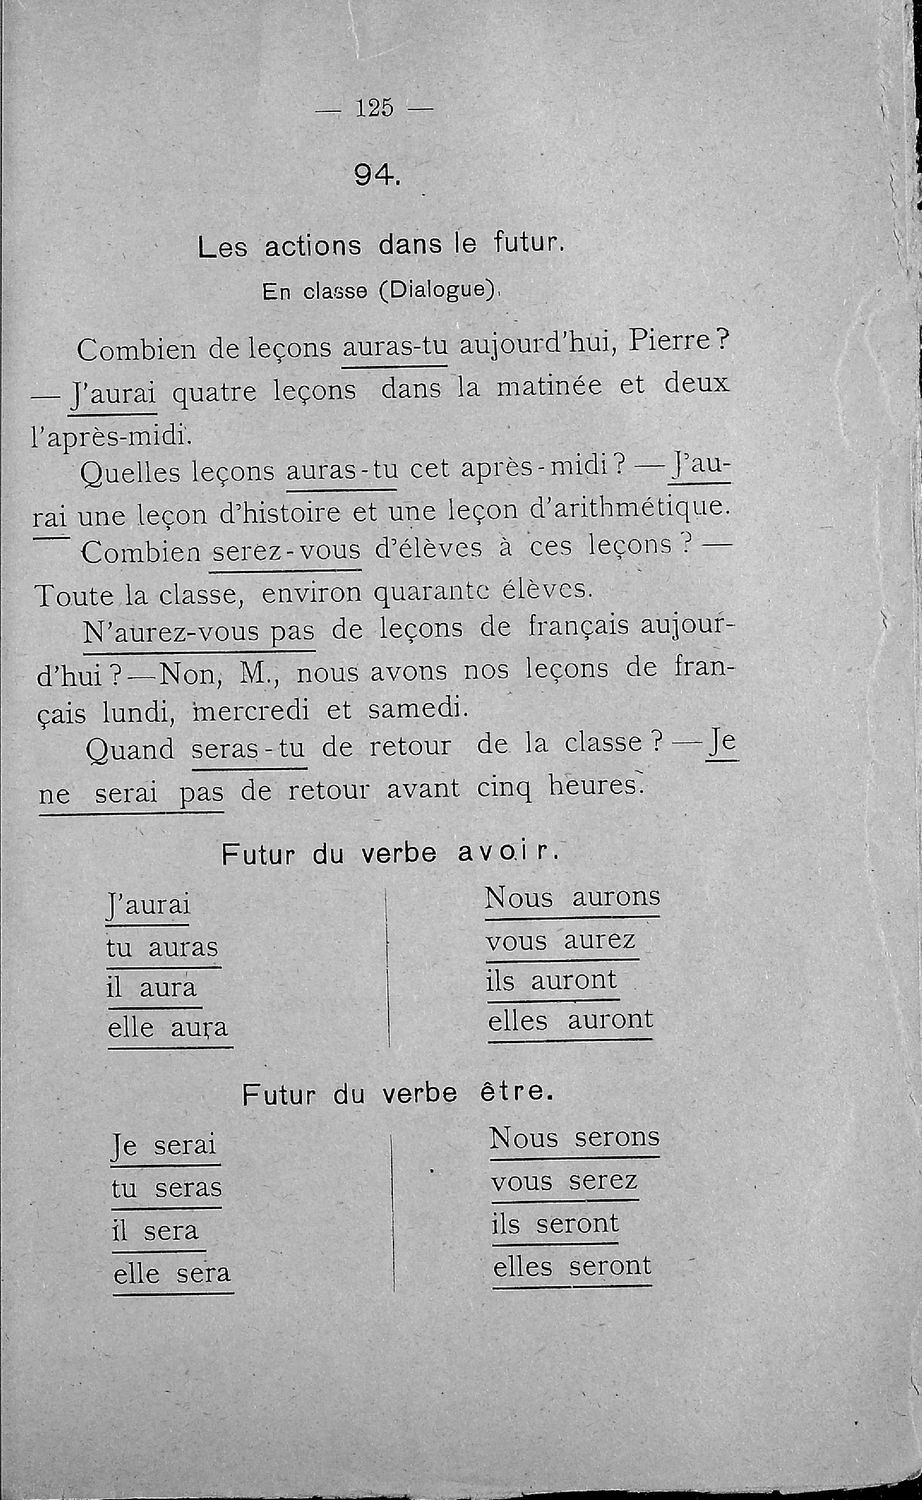 — 125 —
94.
Les actions dans le futur.
En classe (Dialogue).
Combien de leçons auras-tu aujourd'hui, Pierre ?
— J'aurai quatre leçons dans la matinée et deux
l'après-midi.
Quelles leçons auras-tu cet après-midi ? — J'au-
rai une leçon d'histoire et une leçon d'arithmétique.
Combien serez-vous d'élèves à ces leçons ? —
Toute la classe, environ quarante élèves.
N'aurez-vous pas de leçons de français aujour-
d'hui ? — Non, M., nous avons nos leçons de fran-
çais lundi, mercredi et samedi.
Quand seras-tu de retour de la classe ? — Je
ne serai pas de retour avant cinq heures.
Futur du verbe avoir.
J'aurai
tu auras
il aura
elle aura
Nous aurons
vous aurez
ils auront
elles auront
Futur du verbe être.
Je serai
tu seras
il sera
elle sera
Nous serons
vous serez
ils seront
elles seront